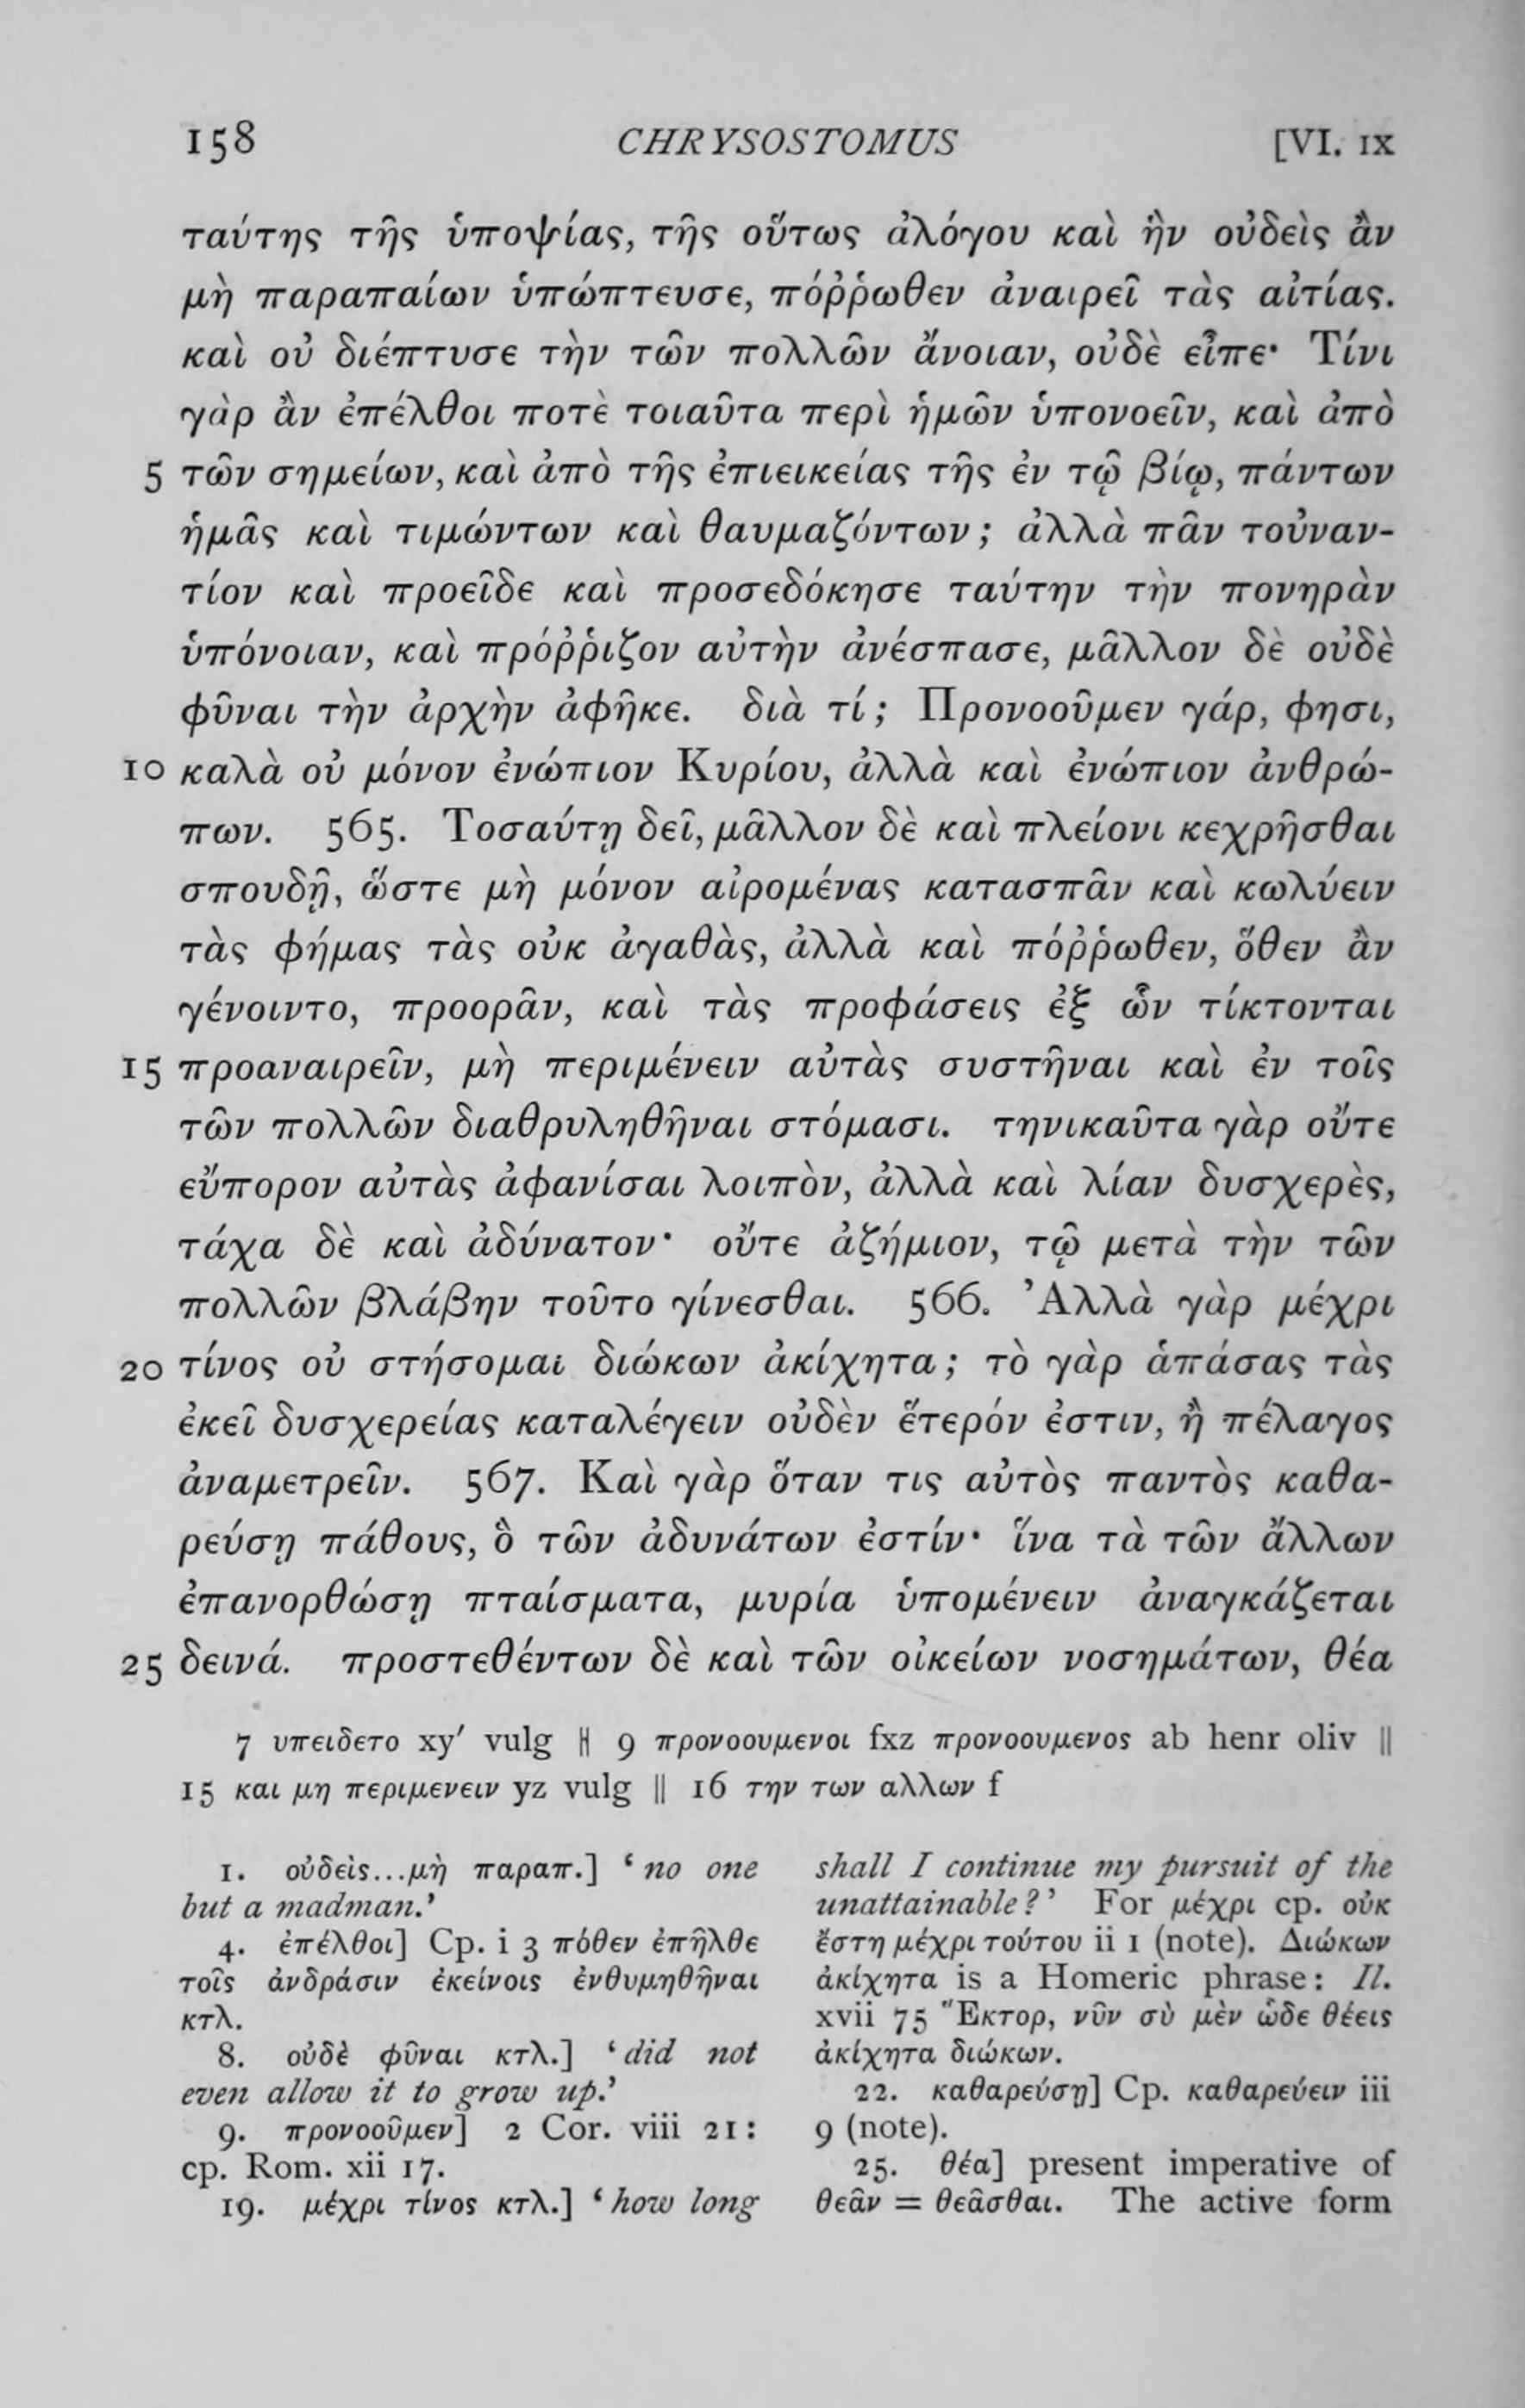 158 CHRYSOSTOMUS [VI. ix
ταύτης τῆς ὑποψίας, τῆς οὕτως ἀλόγου καὶ ἣν οὐδεὶς ἂν
μὴ παραπαίων ὑπώπτευσε, πόῤῥωθεν ἀναιρεῖ τὰς αἰτίας.
καὶ οὐ διέπτυσε τὴν τῶν πολλῶν ἄνοιαν, οὐδὲ εἶπε· Τίνι
γὰρ ἂν ἐπέλθοι ποτὲ τοιαῦτα περὶ ἡμῶν ὑπονοεῖν, καὶ ἀπὸ
5 τῶν σημείων, καὶ ἀπὸ τῆς ἐπιεικείας τῆς ἐν τῷ βίῳ, πάντων
ἡμᾶς καὶ τιμώντων καὶ θαυμαζόντων; ἀλλὰ πᾶν τοὐναν-
τίον καὶ προεῖδε καὶ προσεδόκησε ταύτην τὴν πονηρὰν
ὑπόνοιαν, καὶ πρόῤῥιζον αὐτὴν ἀνέσπασε, μᾶλλον δὲ οὐδὲ
φῦναι τὴν ἀρχὴν ἀφῆκε. διὰ τί; Προνοοῦμεν γάρ, φησι,
10 καλὰ οὐ μόνον ἐνώπιον Κυρίου, ἀλλὰ καὶ ἐνώπιον ἀνθρώ-
πων. 565. Τοσαύτῃ δεῖ, μᾶλλον δὲ καὶ πλείονι κεχρῆσθαι
σπουδῇ, ὥστε μὴ μόνον αἰρομένας κατασπᾶν καὶ κωλύειν
τὰς φήμας τὰς οὐκ ἀγαθὰς, ἀλλὰ καὶ πόῤῥωθεν, ὅθεν ἂν
γένοιντο, προορᾶν, καὶ τὰς προφάσεις ἐξ ὧν τίκτονται
15 προαναιρεῖν, μὴ περιμένειν αὐτὰς συστῆναι καὶ ἐν τοῖς
τῶν πολλῶν διαθρυληθῆναι στόμασι. τηνικαῦτα γὰρ οὔτε
εὔπορον αὐτὰς ἀφανίσαι λοιπὸν, ἀλλὰ καὶ λίαν δυσχερὲς,
τάχα δὲ καὶ ἀδύνατον· οὔτε ἀζήμιον, τῷ μετὰ τὴν τῶν
πολλῶν βλάβην τοῦτο γίνεσθαι. 566. Ἀλλὰ γὰρ μέχρι
20 τίνος οὐ στήσομαι διώκων ἀκίχητα; τὸ γὰρ ἁπάσας τὰς
ἐκεῖ δυσχερείας καταλέγειν οὐδὲν ἕτερόν ἐστιν, ἢ πέλαγος
ἀναμετρεῖν. 567. Καὶ γὰρ ὅταν τις αὐτὸς παντὸς καθα-
ρεύσῃ πάθους, ὃ τῶν ἀδυνάτων ἐστίν· ἵνα τὰ τῶν ἄλλων
ἐπανορθώσῃ πταίσματα, μυρία ὑπομένειν ἀναγκάζεται
25 δεινά. προστεθέντων δὲ καὶ τῶν οἰκείων νοσημάτων, θέα
7 υπειδετο xy′ vulg || 9 προνοουμενοι fxz προνοουμενος ab henr oliv ||
15 και μη περιμενειν yz vulg || 16 την των αλλων f
1. οὐδεὶς...μὴ παραπ.] ‘no one
but a madman.’
4. ἐπέλθοι] Cp. i 3 πόθεν ἐπῆλθε
τοῖς ἀνδράσιν ἐκείνοις ἐνθυμηθῆναι
κτλ.
8. οὐδὲ φῦναι κτλ.] ‘did not
even allow it to grow up.’
9. προνοοῦμεν] 2 Cor. viii 21:
cp. Rom. xii 17.
19. μέχρι τίνος κτλ.] ‘how long
shall I continue my pursuit of the
unattainable?’ For μέχρι cp. οὐκ
ἔστη μέχρι τούτου ii 1 (note). Διώκων
ἀκίχητα is a Homeric phrase: Il.
xvii 75 Ἕκτορ, νῦν σὺ μὲν ὧδε θέεις
ἀκίχητα διώκων.
22. καθαρεύσῃ] Cp. καθαρεύειν iii
9 (note).
25. θέα] present imperative of
θεᾶν = θεᾶσθαι. The active form